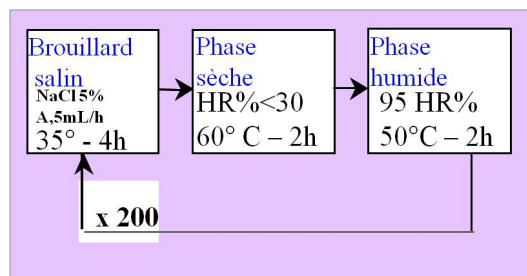 Brouillard
salin
NaCl 5%
A,5mL/h
35° - 4h
Phase
sèche
HR%<30
60° C – 2h
Phase
humide
95 HR%
50°C – 2h
x 200